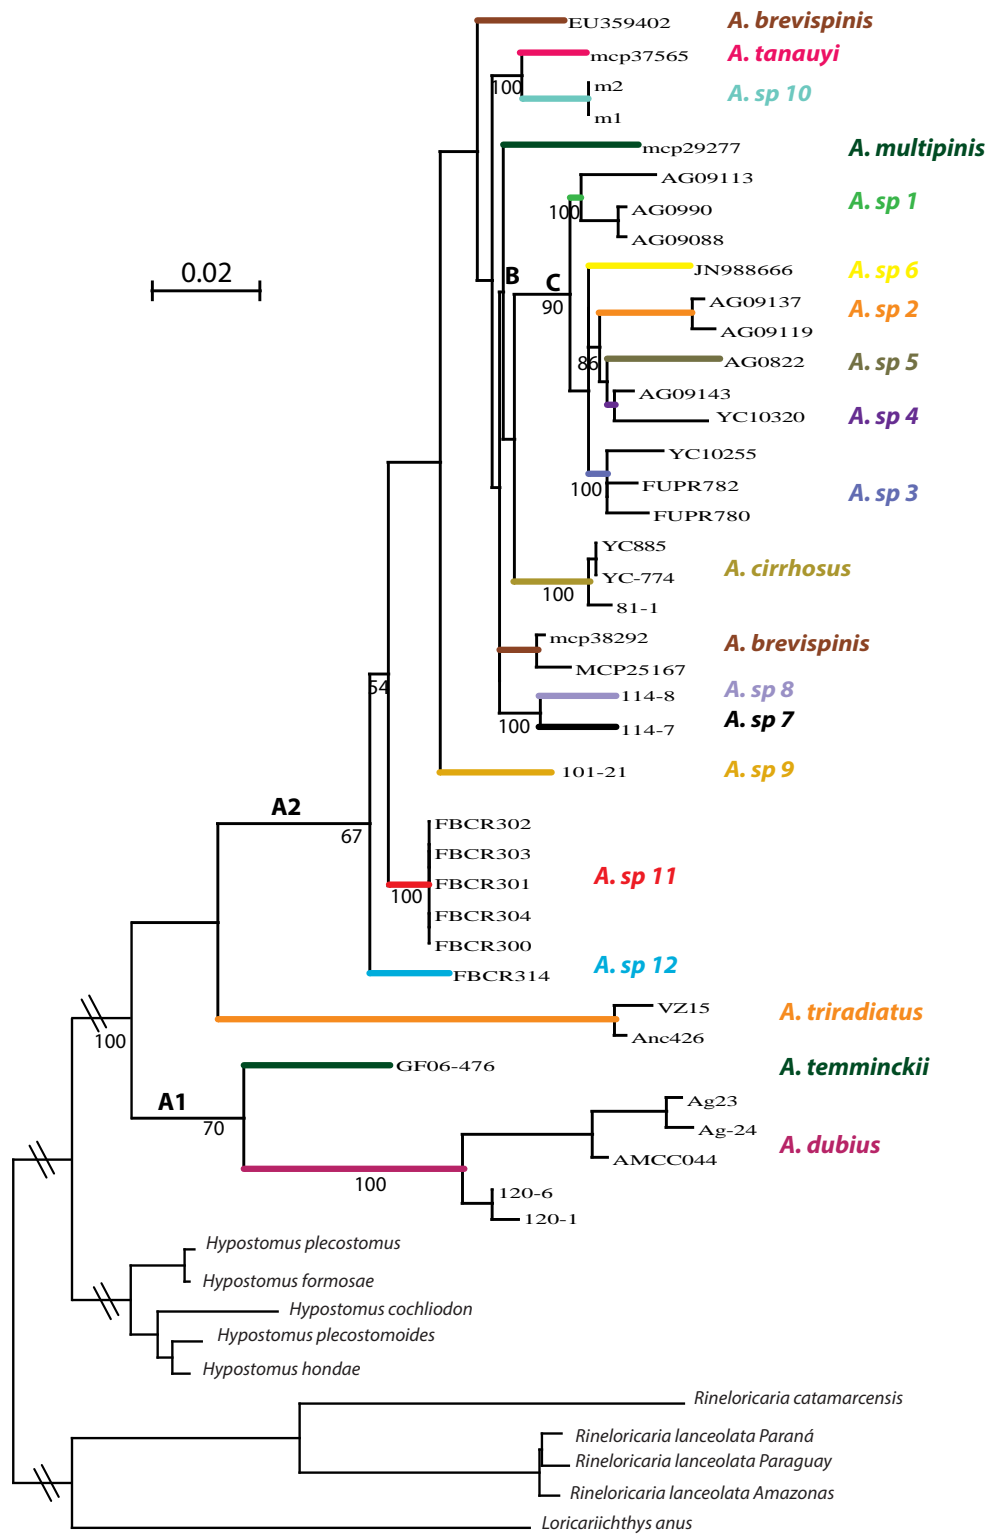 EU359402 A. brevispinis
mcp37565 A. tanauyi
100
m2
A. sp 10
m1
mcp29277 A. multipinis
AG09113
100 AG0990 A. sp 1
AG09088
0.02
B C
JN988666 A. sp 6
90
AG09137 A. sp 2
AG09119
86 AG0822 A. sp 5
AG09143
YC10320 A. sp 4
YC10255
100 FUPR782 A. sp 3
FUPR780
YC885
YC-774 A. cirrhosus
100
81-1
mcp38292 A. brevispinis
MCP25167
54
114-8 A. sp 8
100 114-7 A. sp 7
101-21 A. sp 9
A2
67
FBCR302
FBCR303
100 FBCR301 A. sp 11
FBCR304
FBCR300
FBCR314 A. sp 12
VZ15 A. triradiatus
100 Anc426
GF06-476 A. temminckii
A1
70
Ag23
Ag-24
AMCC044 A. dubius
100
120-6
120-1
Hypostomus plecostomus
Hypostomus formosae
Hypostomus cochliodon
Hypostomus plecostomoides
Hypostomus hondae
Rineloricaria catamarcensis
Rineloricaria lanceolata Paraná
Rineloricaria lanceolata Paraguay
Rineloricaria lanceolata Amazonas
Loricariichthys anus